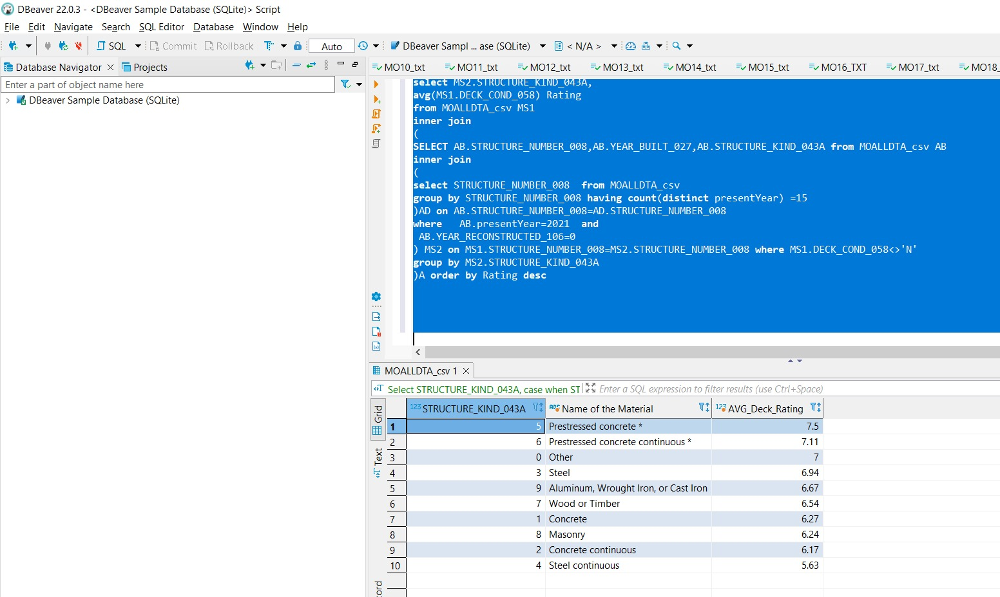 DBeaver 22.0.3 - <DBeaver Sample Database (SQLite)> Script
File Edit Navigate Search SQL Editor Database Window Help
SQL Commit Rollback Auto DBeaver Sampl ... ase (SQLite) < N/A >
Database Navigator Projects
MO10_txt MO11_txt MO12_txt MO13_txt MO14_txt MO15_txt MO16_TXT MO17_txt MO18_
Enter a part of object name here
DBeaver Sample Database (SQLite)
select MS2.STRUCTURE_KIND_043A,
avg(MS1.DECK_COND_058) Rating
from MOALLDTA_csv MS1
inner join
(
SELECT AB.STRUCTURE_NUMBER_008,AB.YEAR_BUILT_027,AB.STRUCTURE_KIND_043A from MOALLDTA_csv AB
inner join
(
select STRUCTURE_NUMBER_008  from MOALLDTA_csv
group by STRUCTURE_NUMBER_008 having count(distinct presentYear) =15
)AD on AB.STRUCTURE_NUMBER_008=AD.STRUCTURE_NUMBER_008
where   AB.presentYear=2021  and
AB.YEAR_RECONSTRUCTED_106=0
) MS2 on MS1.STRUCTURE_NUMBER_008=MS2.STRUCTURE_NUMBER_008 where MS1.DECK_COND_058<>'N'
group by MS2.STRUCTURE_KIND_043A
)A order by Rating desc
MOALLDTA_csv 1
Select STRUCTURE_KIND_043A, case when ST Enter a SQL expression to filter results (use Ctrl+Space)
Grid
Text
ord
123 STRUCTURE_KIND_043A ABC Name of the Material 123 AVG_Deck_Rating
1 5 Prestressed concrete * 7.5
2 6 Prestressed concrete continuous * 7.11
3 0 Other 7
4 3 Steel 6.94
5 9 Aluminum, Wrought Iron, or Cast Iron 6.67
6 7 Wood or Timber 6.54
7 1 Concrete 6.27
8 8 Masonry 6.24
9 2 Concrete continuous 6.17
10 4 Steel continuous 5.63